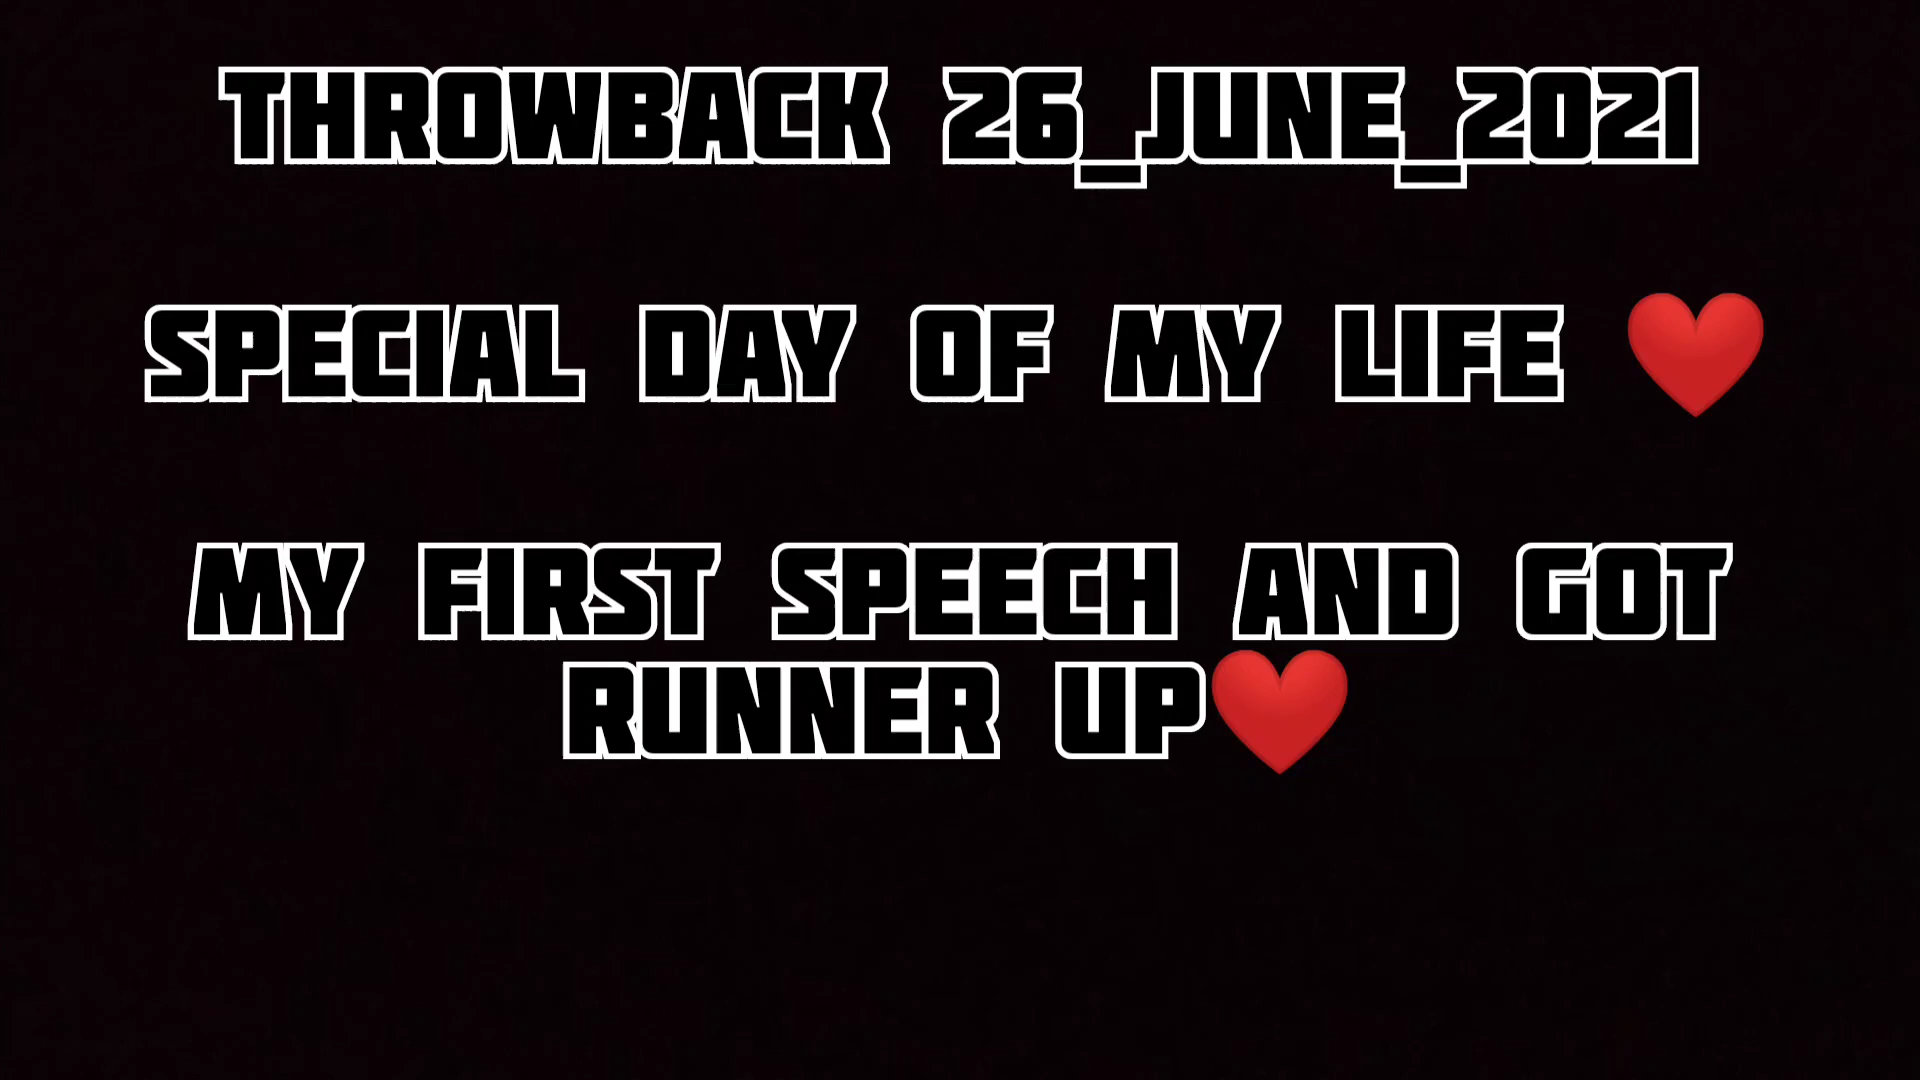 THROWBACK 26_JUNE_2021
SPECIAL DAY OF MY LIFE ❤️
MY FIRST SPEECH AND GOT
RUNNER UP❤️